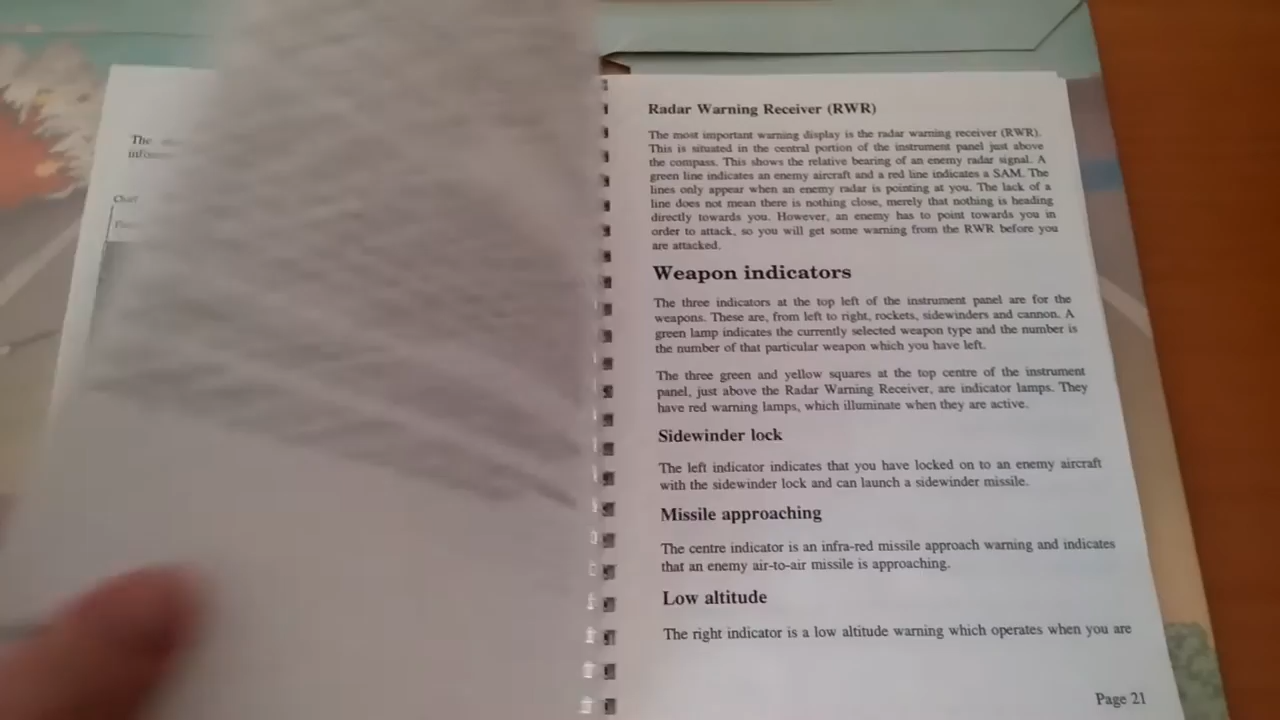 The
Chart
Radar Warning Receiver (RWR)
The most important warning display is the radar warning receiver (RWR).
This is situated in the central portion of the instrument panel just above
the compass. This shows the relative bearing of an enemy radar signal. A
green line indicates an enemy aircraft and a red line indicates a SAM. The
lines only appear when an enemy radar is pointing at you. The lack of a
line does not mean there is nothing close, merely that nothing is heading
directly towards you. However, an enemy has to point towards you in
order to attack, so you will get some warning from the RWR before you
are attacked.
Weapon indicators
The three indicators at the top left of the instrument panel are for the
weapons. These are, from left to right, rockets, sidewinders and cannon. A
green lamp indicates the currently selected weapon type and the number is
the number of that particular weapon which you have left.
The three green and yellow squares at the top centre of the instrument
panel, just above the Radar Warning Receiver, are indicator lamps. They
have red warning lamps, which illuminate when they are active.
Sidewinder lock
The left indicator indicates that you have locked on to an enemy aircraft
with the sidewinder lock and can launch a sidewinder missile.
Missile approaching
The centre indicator is an infra-red missile approach warning and indicates
that an enemy air-to-air missile is approaching.
Low altitude
The right indicator is a low altitude warning which operates when you are
Page 21